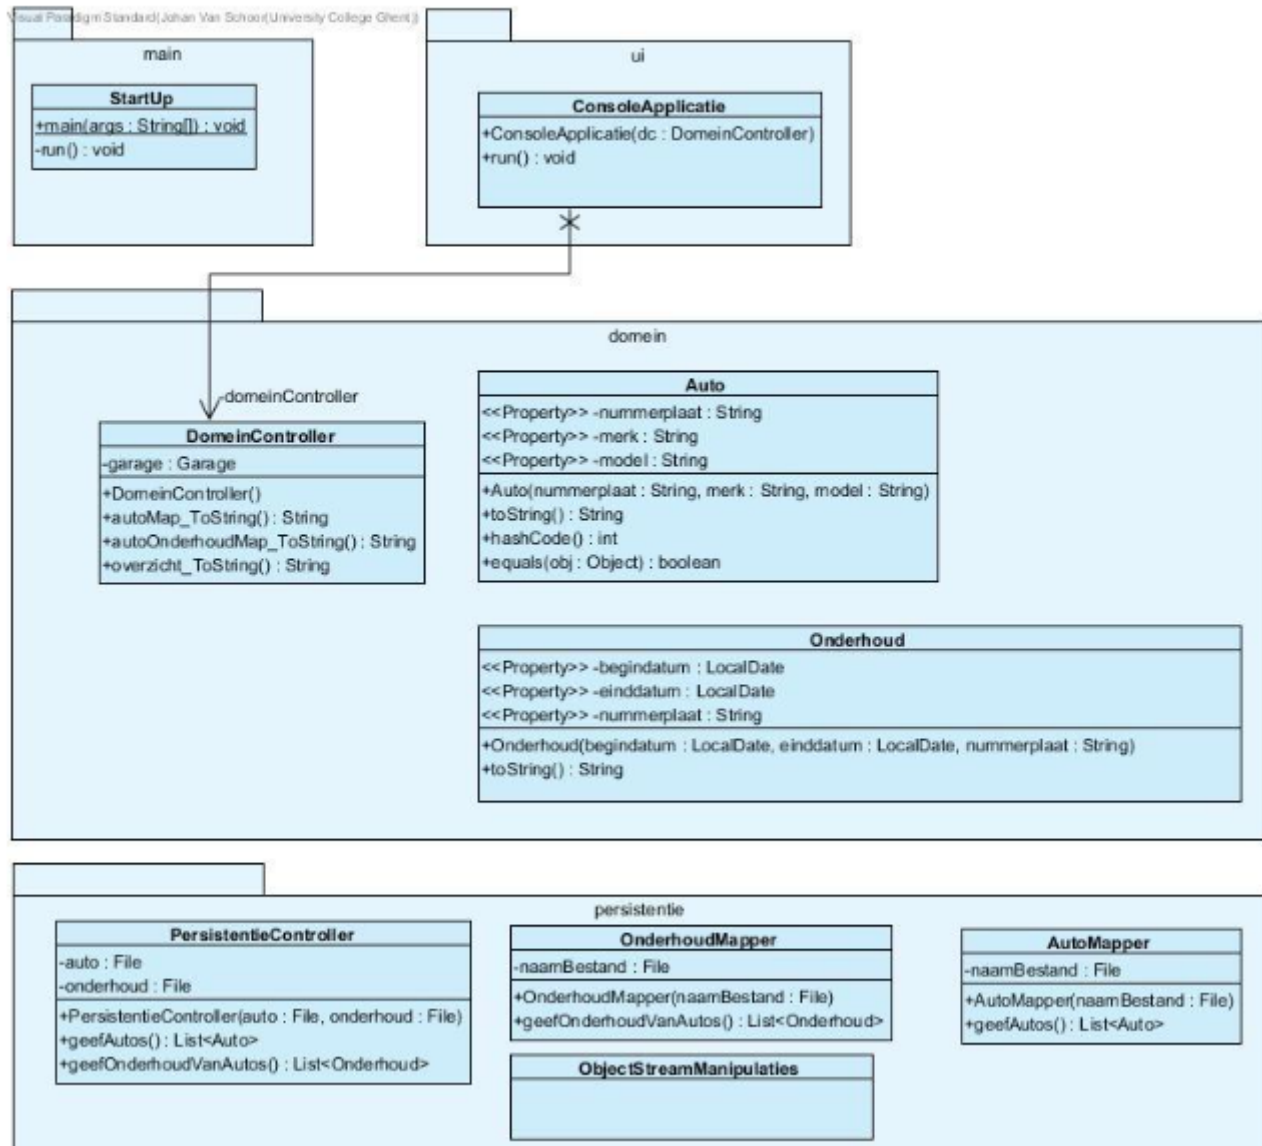 Visual Paradigm Standard(Johan Van Schoor(University College Ghent))
main
StartUp
+main(args : String[]) : void
-run() : void
ui
ConsoleApplicatie
+ConsoleApplicatie(dc : DomeinController)
+run() : void
domein
-domeinController
DomeinController
-garage : Garage
+DomeinController()
+autoMap_ToString() : String
+autoOnderhoudMap_ToString() : String
+overzicht_ToString() : String
Auto
<<Property>> -nummerplaat : String
<<Property>> -merk : String
<<Property>> -model : String
+Auto(nummerplaat : String, merk : String, model : String)
+toString() : String
+hashCode() : int
+equals(obj : Object) : boolean
Onderhoud
<<Property>> -begindatum : LocalDate
<<Property>> -einddatum : LocalDate
<<Property>> -nummerplaat : String
+Onderhoud(begindatum : LocalDate, einddatum : LocalDate, nummerplaat : String)
+toString() : String
persistentie
PersistentieController
-auto : File
-onderhoud : File
+PersistentieController(auto : File, onderhoud : File)
+geefAutos() : List<Auto>
+geefOnderhoudVanAutos() : List<Onderhoud>
OnderhoudMapper
-naamBestand : File
+OnderhoudMapper(naamBestand : File)
+geefOnderhoudVanAutos() : List<Onderhoud>
ObjectStreamManipulaties
AutoMapper
-naamBestand : File
+AutoMapper(naamBestand : File)
+geefAutos() : List<Auto>